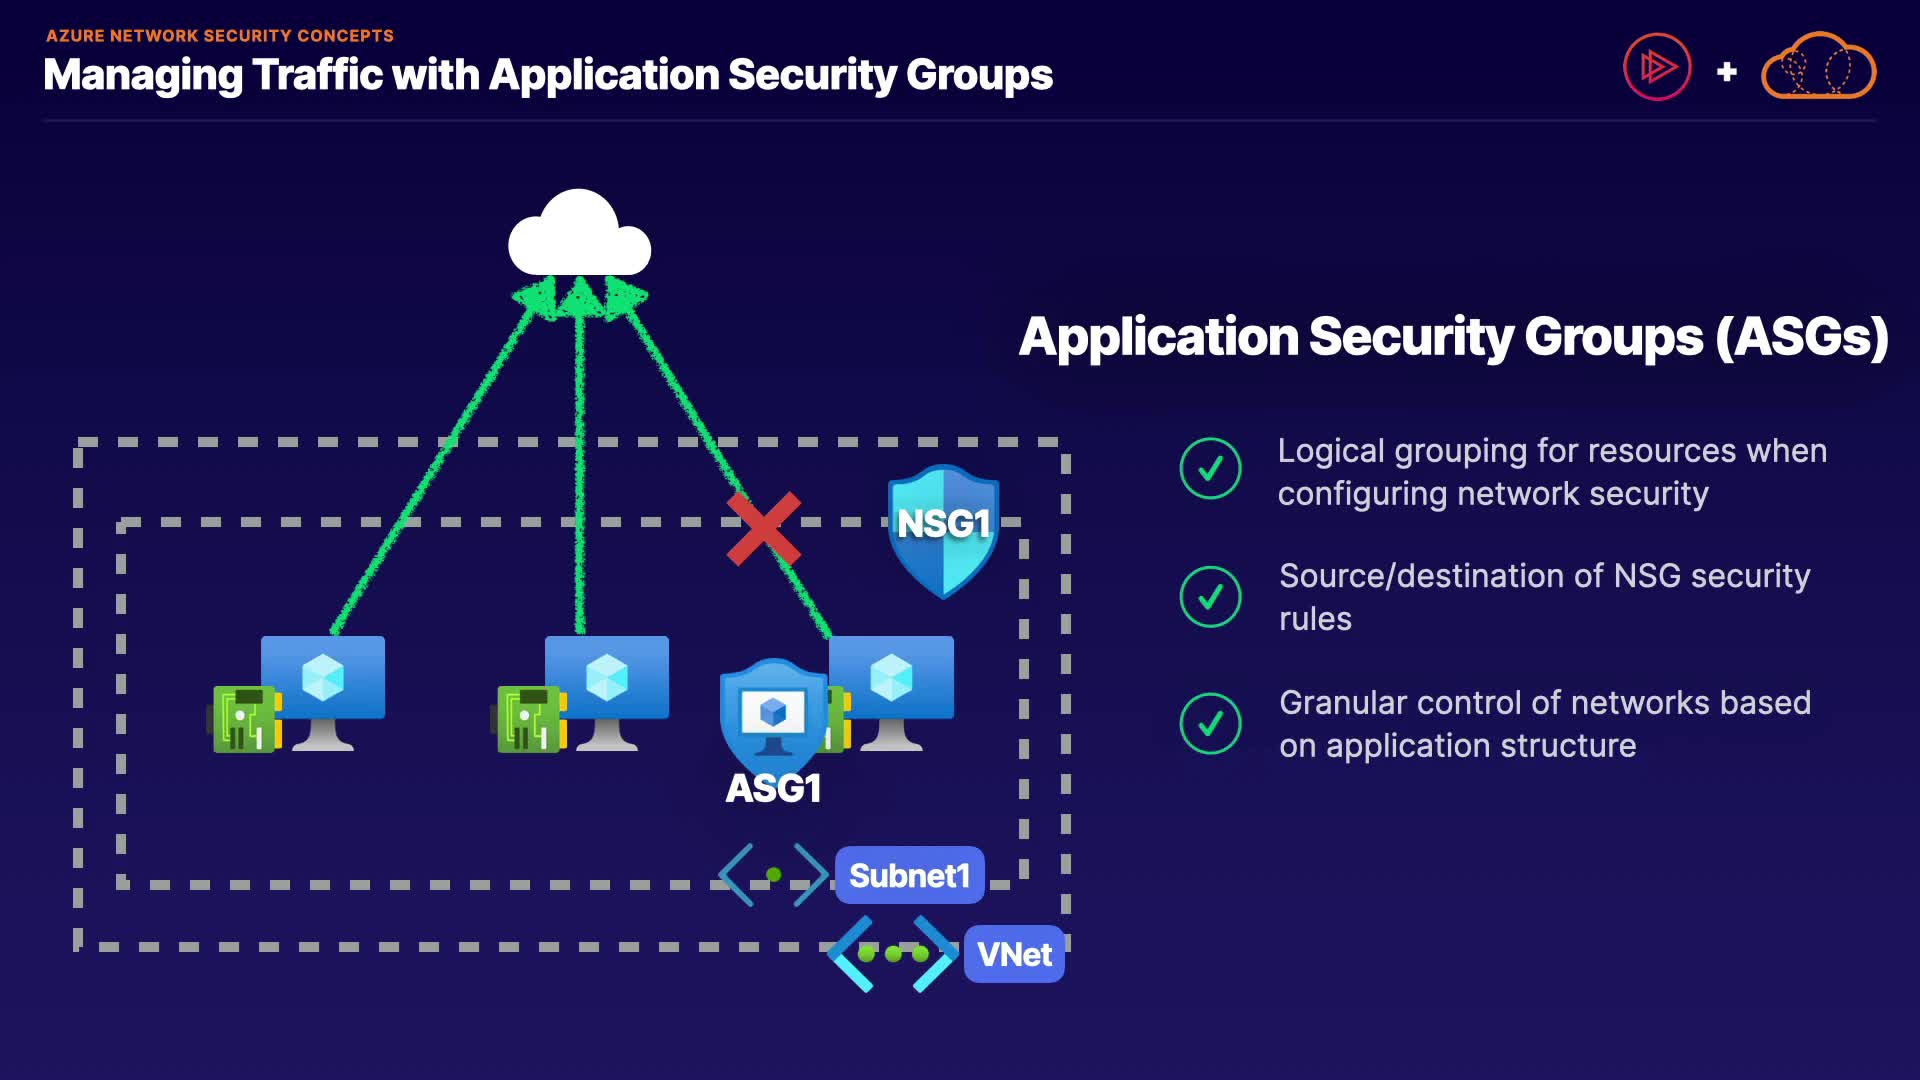 AZURE NETWORK SECURITY CONCEPTS
Managing Traffic with Application Security Groups
Application Security Groups (ASGs)
Logical grouping for resources when
configuring network security
Source/destination of NSG security
rules
Granular control of networks based
on application structure
NSG1
ASG1
Subnet1
VNet